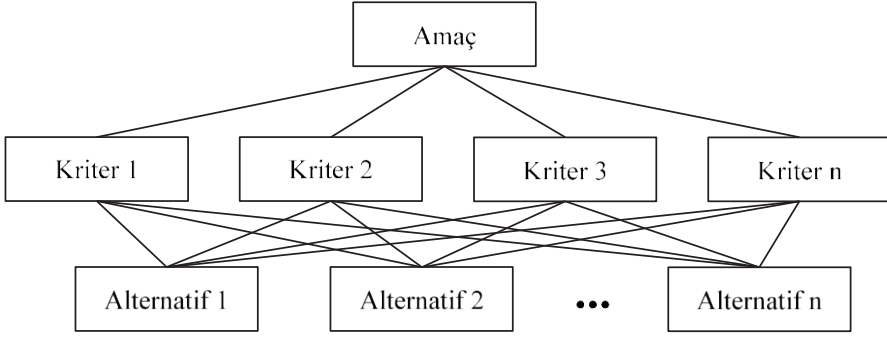 Amaç
Kriter 1
Kriter 2
Kriter 3
Kriter n
Alternatif 1
Alternatif 2
...
Alternatif n